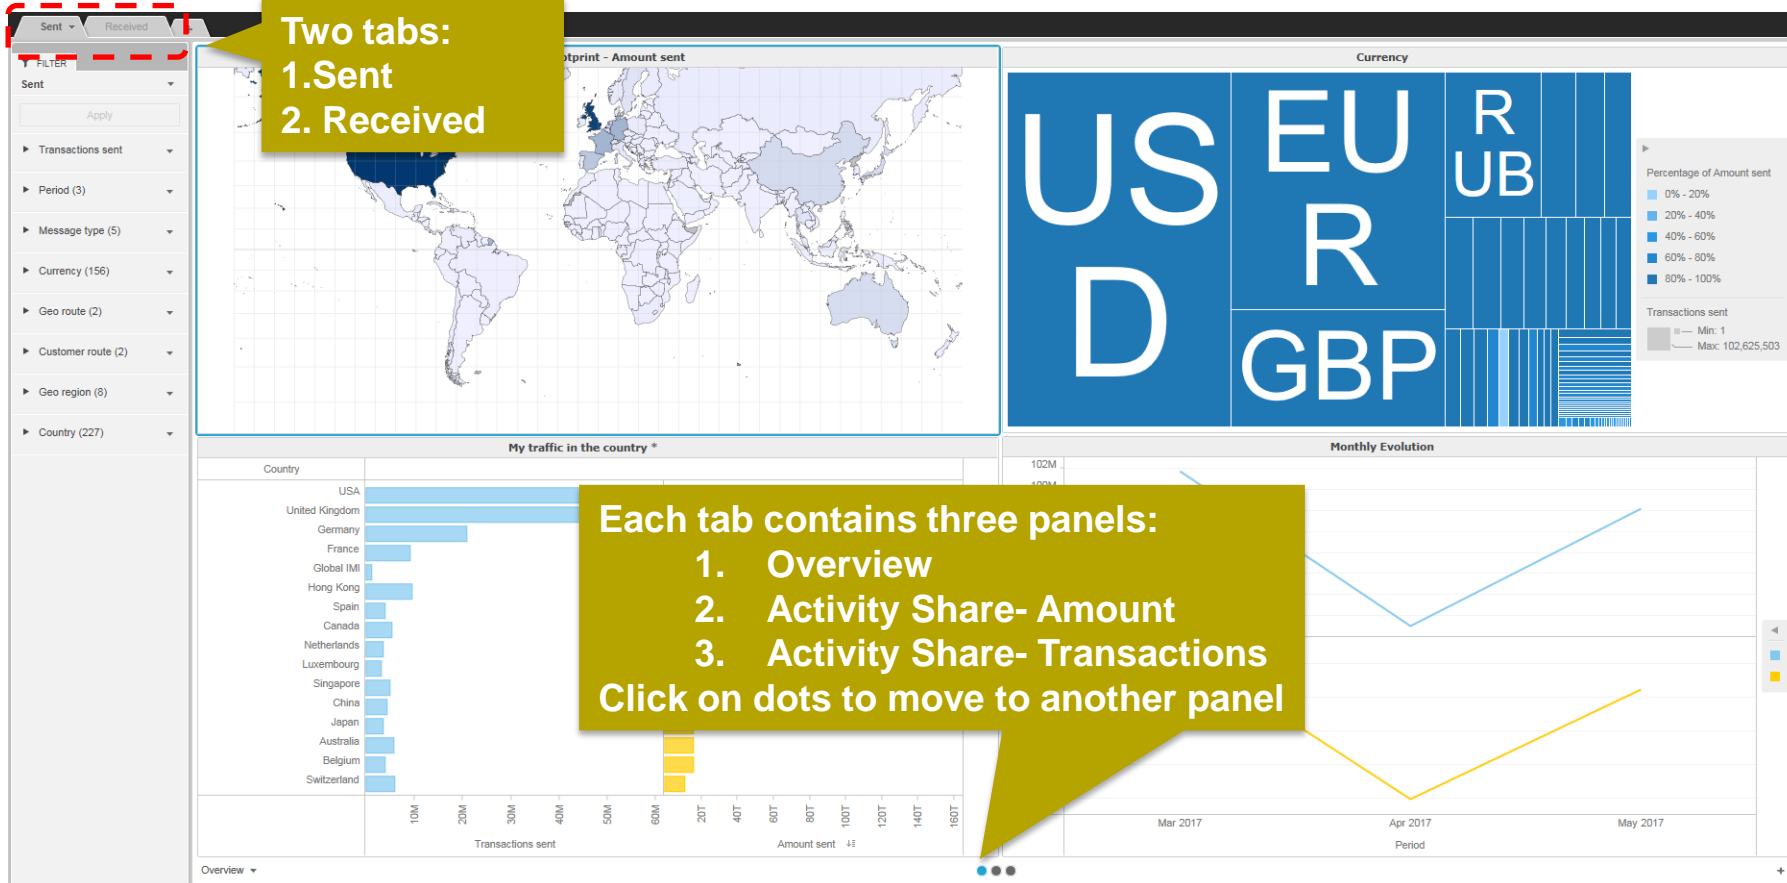 Sent
Received
Two tabs:
1.Sent
2. Received
FILTER
Sent
Apply
Transactions sent
Period (3)
Message type (5)
Currency (156)
Geo route (2)
Customer route (2)
Geo region (8)
Country (227)
- Amount sent
Currency
US
D
EU
R
GBP
R
UB
Percentage of Amount sent
0% - 20%
20% - 40%
40% - 60%
60% - 80%
80% - 100%
Transactions sent
Min: 1
Max: 102,625,503
My traffic in the country *
Country
USA
United Kingdom
Germany
France
Global IMI
Hong Kong
Spain
Canada
Netherlands
Luxembourg
Singapore
China
Japan
Australia
Belgium
Switzerland
10M
20M
30M
40M
50M
60M
20T
40T
60T
80T
100T
120T
140T
160T
Transactions sent
Amount sent
Each tab contains three panels:
1. Overview
2. Activity Share- Amount
3. Activity Share- Transactions
Click on dots to move to another panel
Monthly Evolution
102M
Mar 2017
Apr 2017
May 2017
Period
Overview
+